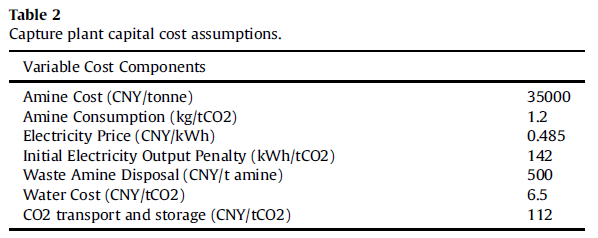 Table 2
Capture plant capital cost assumptions.
Variable Cost Components
Amine Cost (CNY/tonne) 35000
Amine Consumption (kg/tCO2) 1.2
Electricity Price (CNY/kWh) 0.485
Initial Electricity Output Penalty (kWh/tCO2) 142
Waste Amine Disposal (CNY/t amine) 500
Water Cost (CNY/tCO2) 6.5
CO2 transport and storage (CNY/tCO2) 112